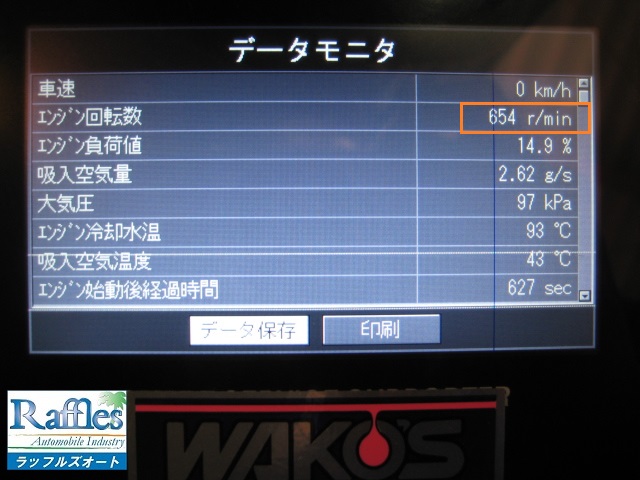 データモニタ
車速 0 km/h
ｴﾝｼﾞﾝ回転数 654 r/min
ｴﾝｼﾞﾝ負荷値 14.9 %
吸入空気量 2.62 g/s
大気圧 97 kPa
ｴﾝｼﾞﾝ冷却水温 93 ℃
吸入空気温度 43 ℃
ｴﾝｼﾞﾝ始動後経過時間 627 sec
データ保存 印刷
Raffles
Automobile Industry
ラッフルズオート
WAKO'S